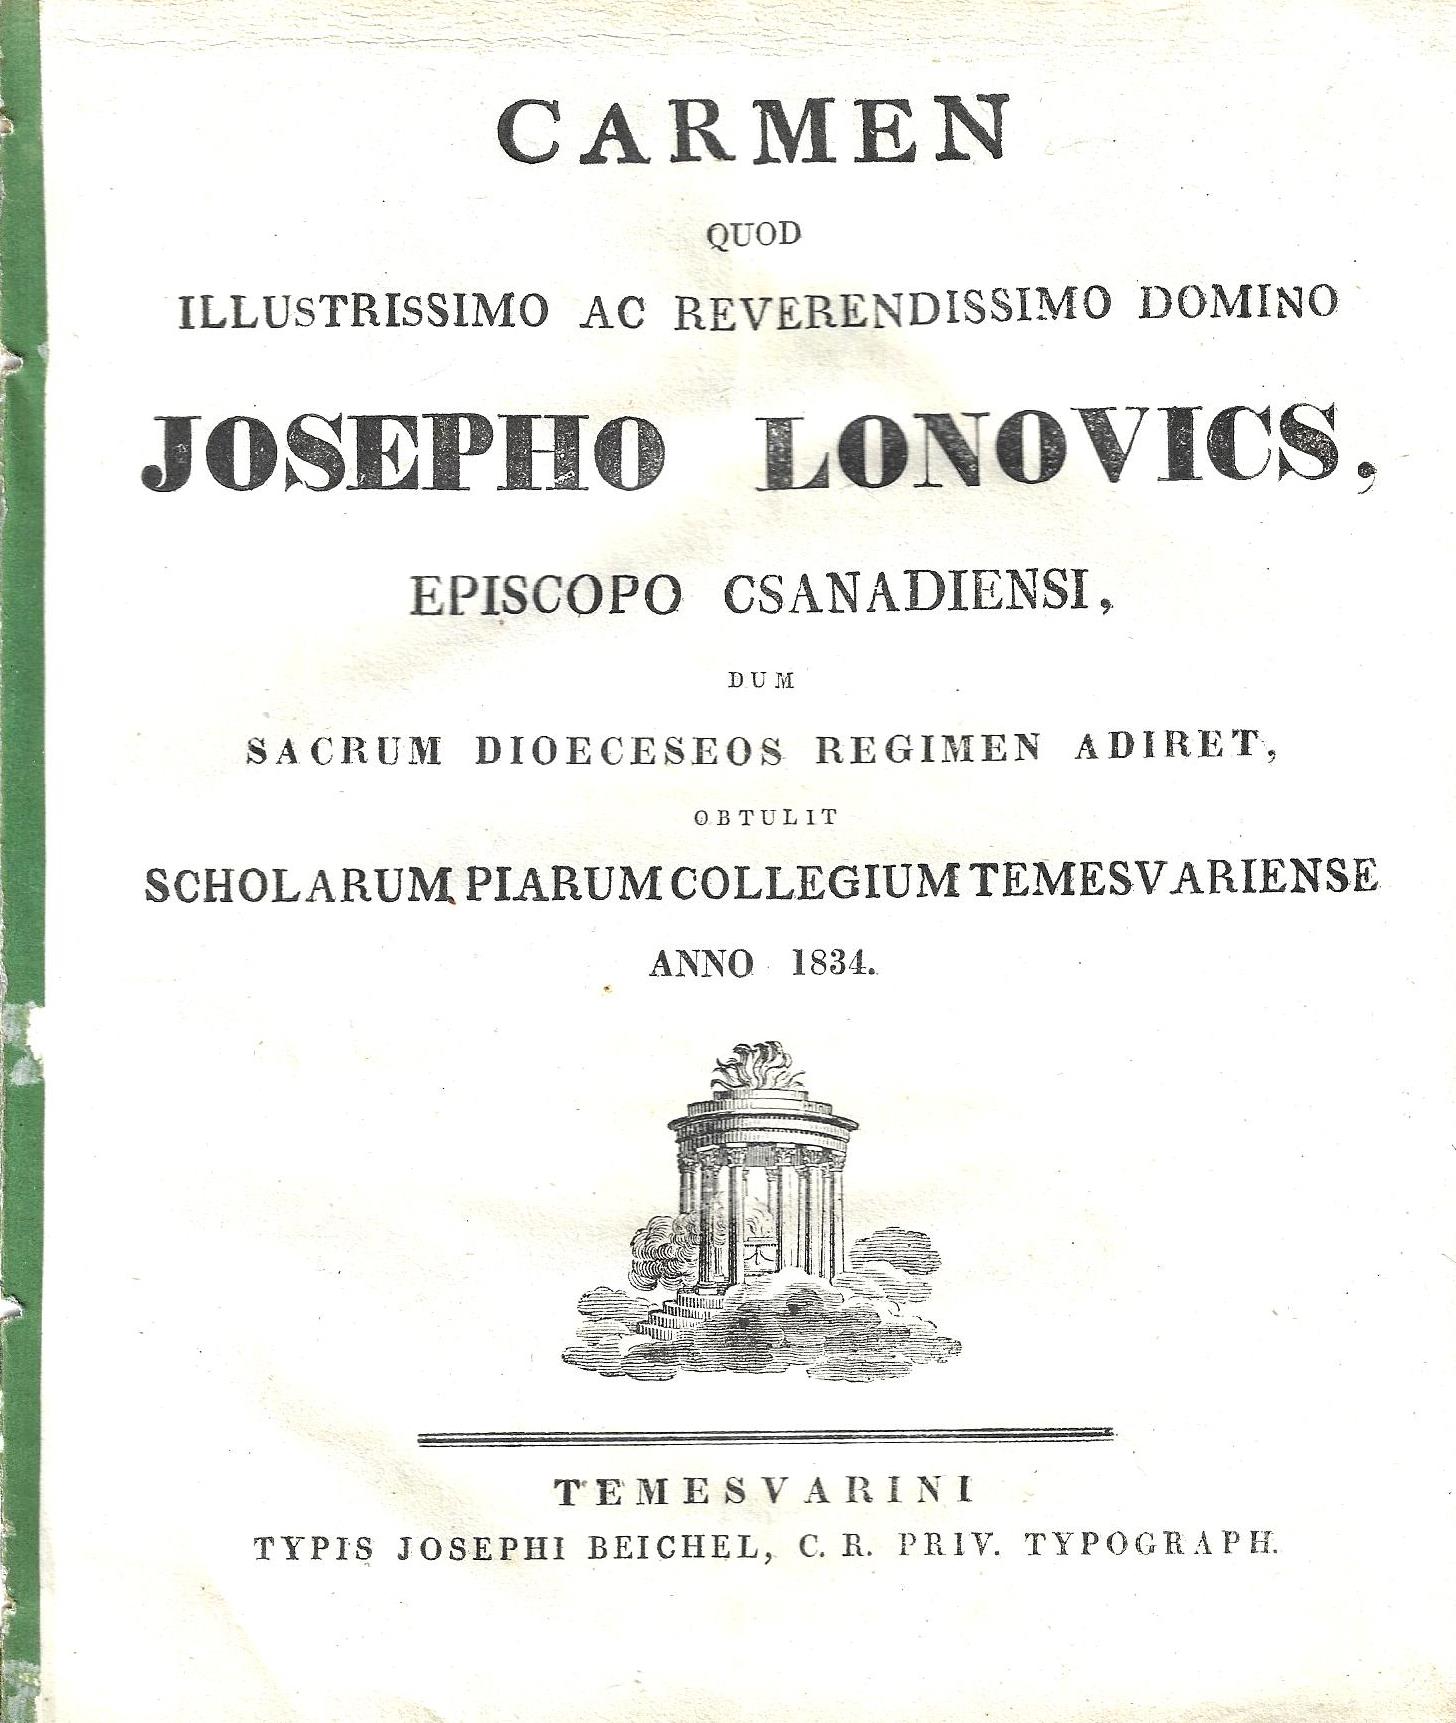 CARMEN
QUOD
ILLUSTRISSIMO AC REVERENDISSIMO DOMINO
JOSEPHO LONOVICS,
EPISCOPO CSANADIENSI,
DUM
SACRUM DIOECESEOS REGIMEN ADIRET,
OBTULIT
SCHOLARUM PIARUM COLLEGIUM TEMESVARIENSE
ANNO 1834.
TEMESVARINI
TYPIS JOSEPHI BEICHEL, C. R. PRIV. TYPOGRAPH.